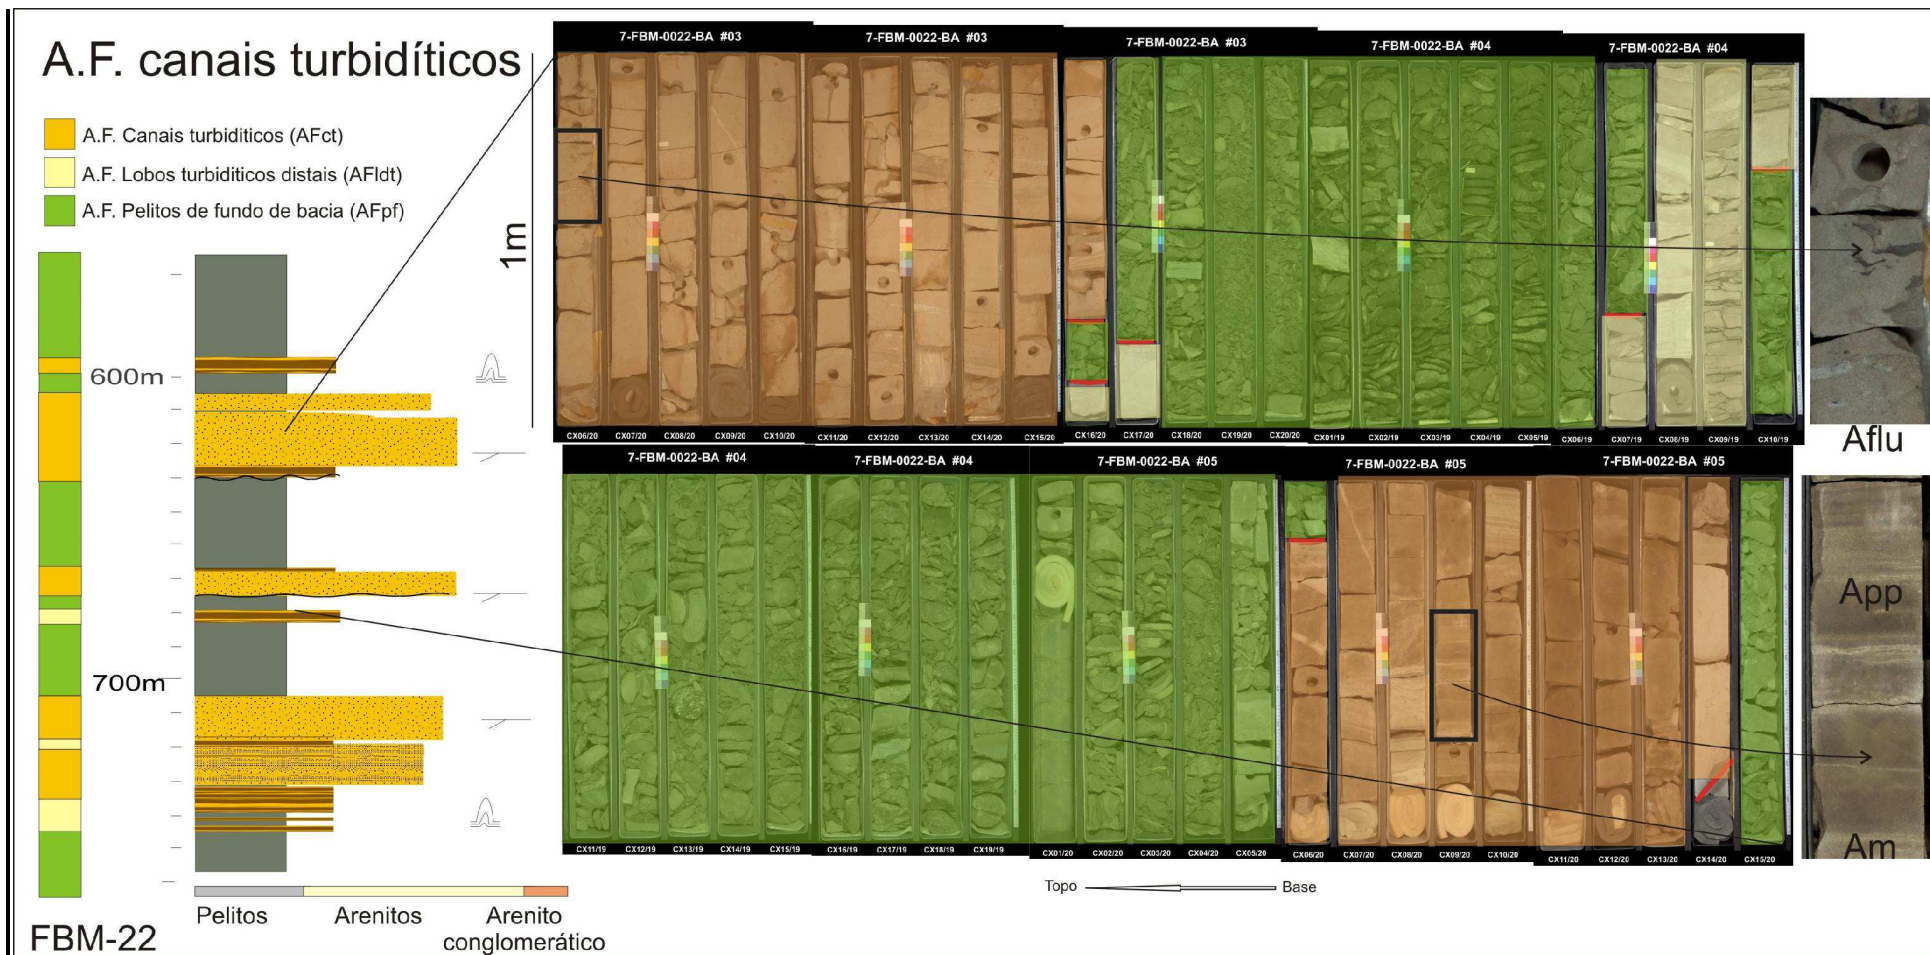 A.F. canais turbidíticos
A.F. Canais turbiditicos (AFct)
A.F. Lobos turbiditicos distais (AFldt)
A.F. Pelitos de fundo de bacia (AFpf)
600m
700m
Pelitos
Arenitos
Arenito
conglomerático
FBM-22
1m
7-FBM-0022-BA #03
7-FBM-0022-BA #03
7-FBM-0022-BA #03
7-FBM-0022-BA #04
7-FBM-0022-BA #04
CX06/20 CX07/20 CX08/20 CX09/20 CX10/20
CX11/20 CX12/20 CX13/20 CX14/20 CX15/20
CX16/20 CX17/20 CX18/20 CX19/20 CX20/20
CX01/19 CX02/19 CX03/19 CX04/19 CX05/19
CX06/19 CX07/19 CX08/19 CX09/19 CX10/19
Aflu
7-FBM-0022-BA #04
7-FBM-0022-BA #04
7-FBM-0022-BA #05
7-FBM-0022-BA #05
7-FBM-0022-BA #05
CX11/19 CX12/19 CX13/19 CX14/19 CX15/19
CX16/19 CX17/19 CX18/19 CX19/19
CX01/20 CX02/20 CX03/20 CX04/20 CX05/20
CX06/20 CX07/20 CX08/20 CX09/20 CX10/20
CX11/20 CX12/20 CX13/20 CX14/20 CX15/20
App
Am
Topo
Base